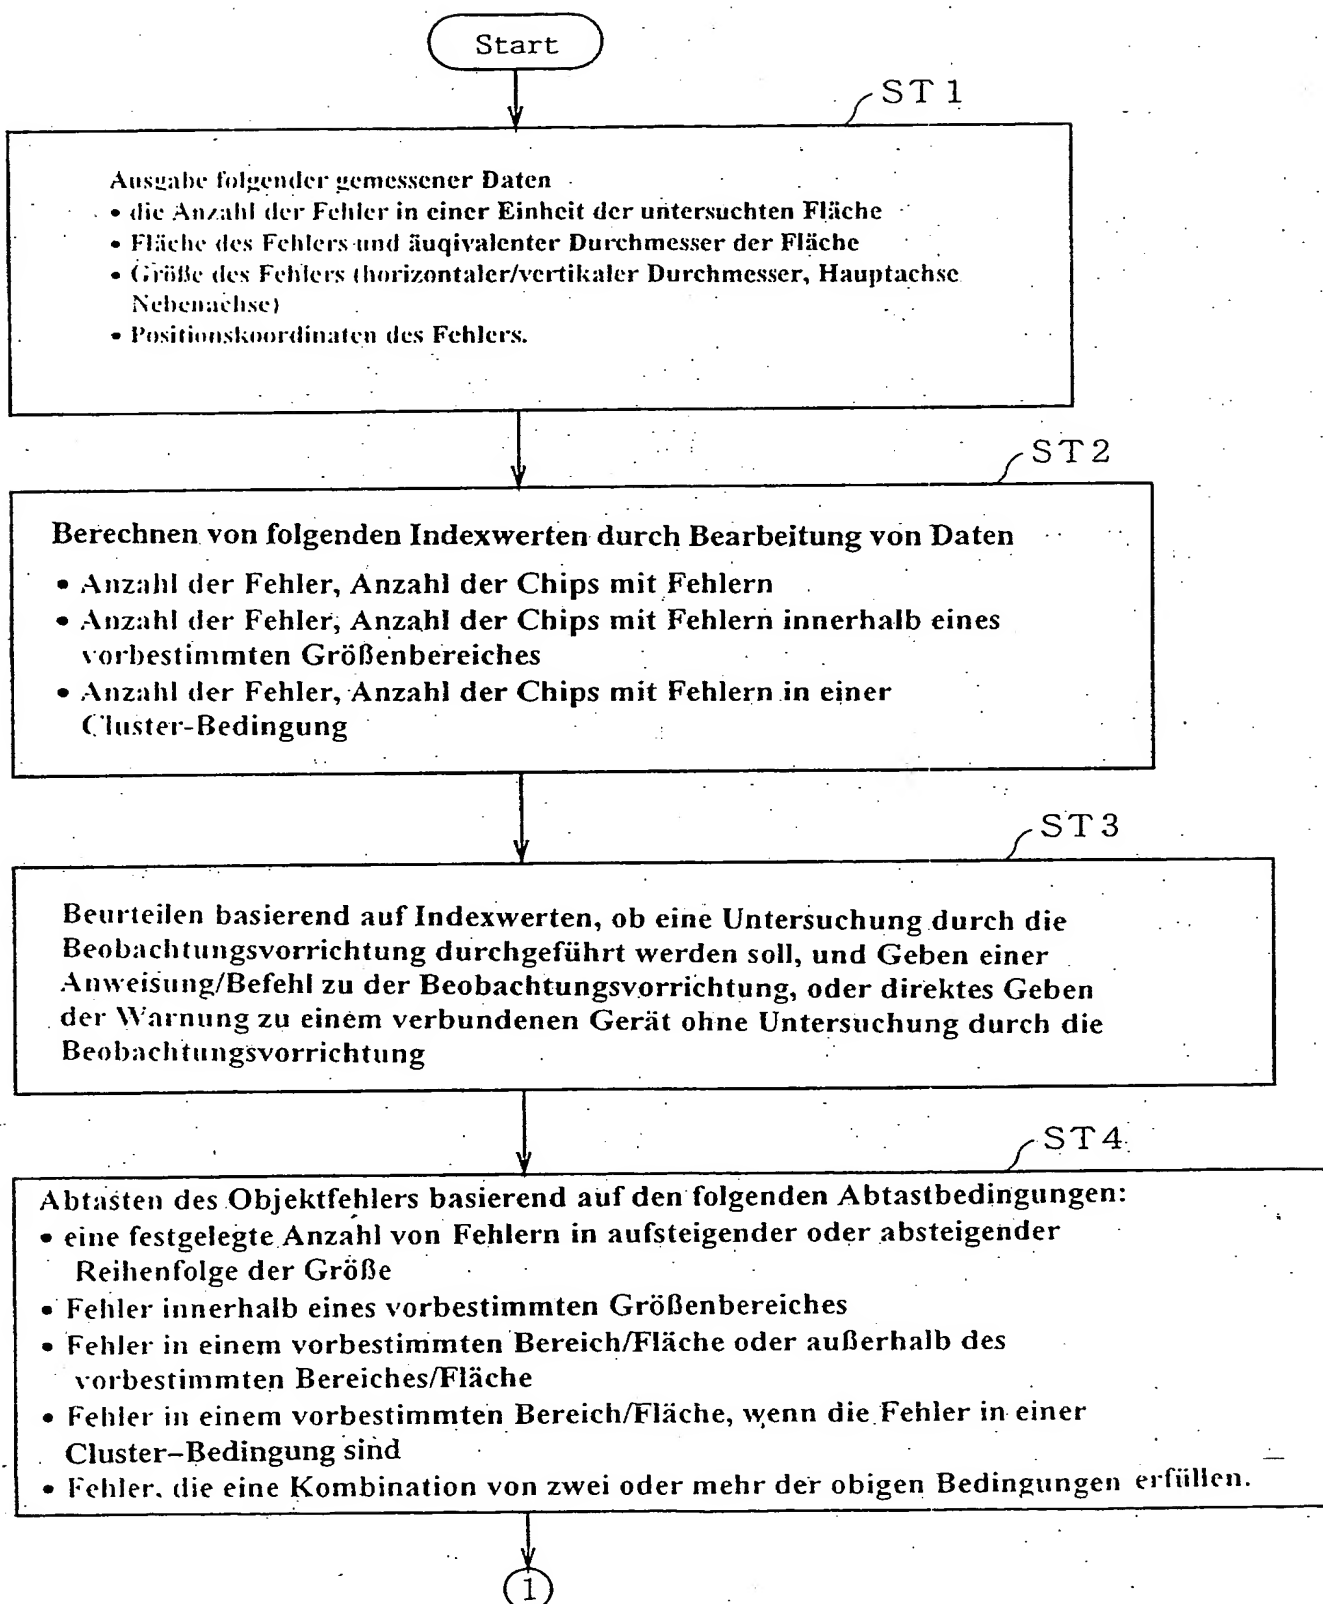 Start
ST1
Ausgabe folgender gemessener Daten
• die Anzahl der Fehler in einer Einheit der untersuchten Fläche
• Fläche des Fehlers und äuqivalenter Durchmesser der Fläche
• Größe des Fehlers (horizontaler/vertikaler Durchmesser, Hauptachse
Nebenachse)
• Positionskoordinaten des Fehlers.
ST2
Berechnen von folgenden Indexwerten durch Bearbeitung von Daten
• Anzahl der Fehler, Anzahl der Chips mit Fehlern
• Anzahl der Fehler, Anzahl der Chips mit Fehlern innerhalb eines
vorbestimmten Größenbereiches
• Anzahl der Fehler, Anzahl der Chips mit Fehlern in einer
Cluster-Bedingung
ST3
Beurteilen basierend auf Indexwerten, ob eine Untersuchung durch die
Beobachtungsvorrichtung durchgeführt werden soll, und Geben einer
Anweisung/Befehl zu der Beobachtungsvorrichtung, oder direktes Geben
der Warnung zu einem verbundenen Gerät ohne Untersuchung durch die
Beobachtungsvorrichtung
ST4
Abtasten des Objektfehlers basierend auf den folgenden Abtastbedingungen:
• eine festgelegte Anzahl von Fehlern in aufsteigender oder absteigender
Reihenfolge der Größe
• Fehler innerhalb eines vorbestimmten Größenbereiches
• Fehler in einem vorbestimmten Bereich/Fläche oder außerhalb des
vorbestimmten Bereiches/Fläche
• Fehler in einem vorbestimmten Bereich/Fläche, wenn die Fehler in einer
Cluster-Bedingung sind
• Fehler, die eine Kombination von zwei oder mehr der obigen Bedingungen erfüllen.
1